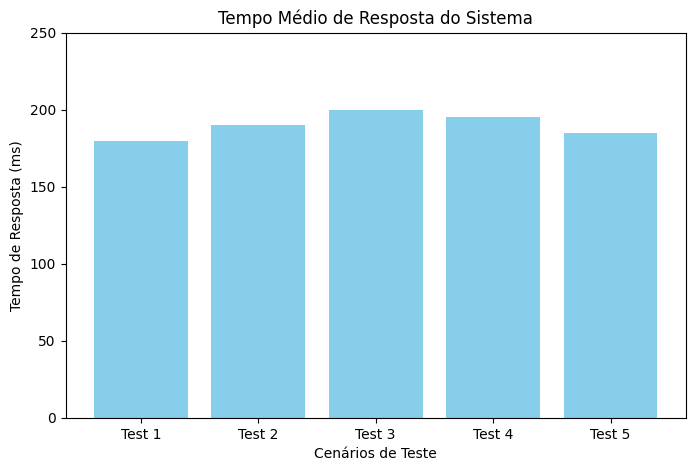 Tempo Médio de Resposta do Sistema
250
200
150
100
50
0
Tempo de Resposta (ms)
Test 1 Test 2 Test 3 Test 4 Test 5
Cenários de Teste